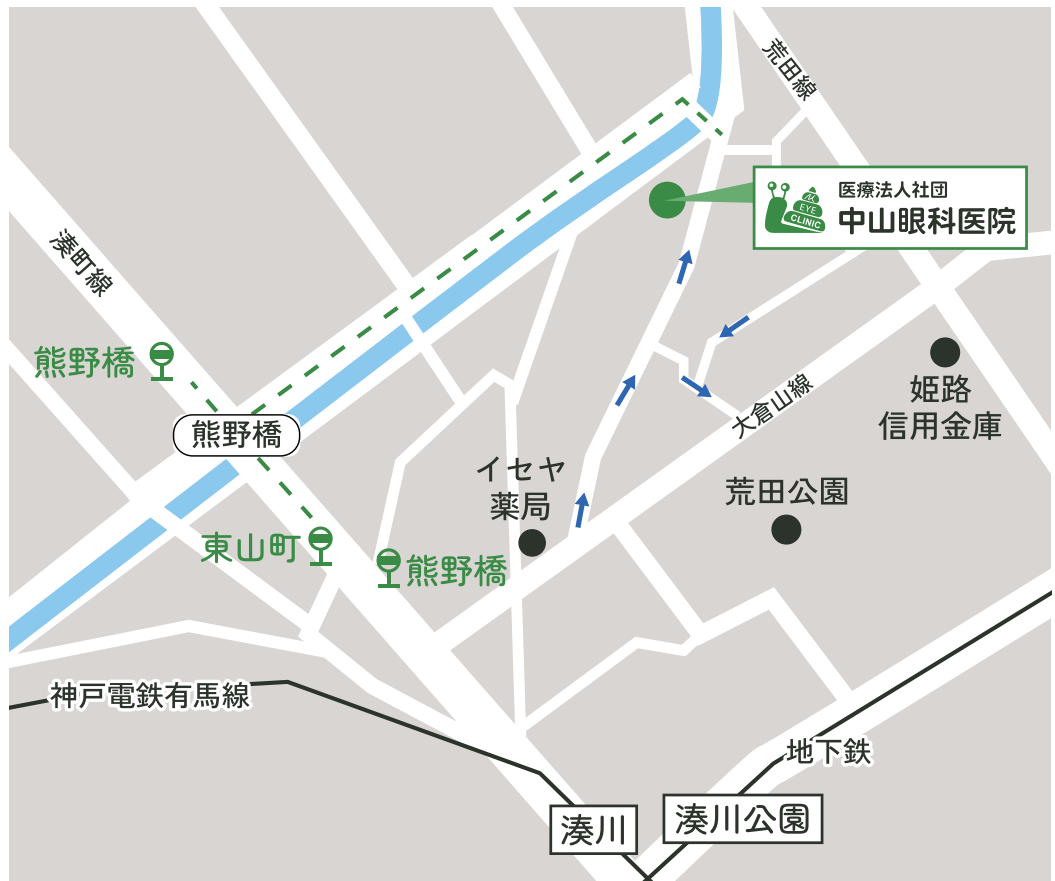 荒田線
医療法人社団
中山眼科医院
EYE
CLINIC
湊町線
熊野橋
姫路
信用金庫
大倉山線
熊野橋
イセヤ
薬局
荒田公園
東山町
熊野橋
神戸電鉄有馬線
地下鉄
湊川
湊川公園